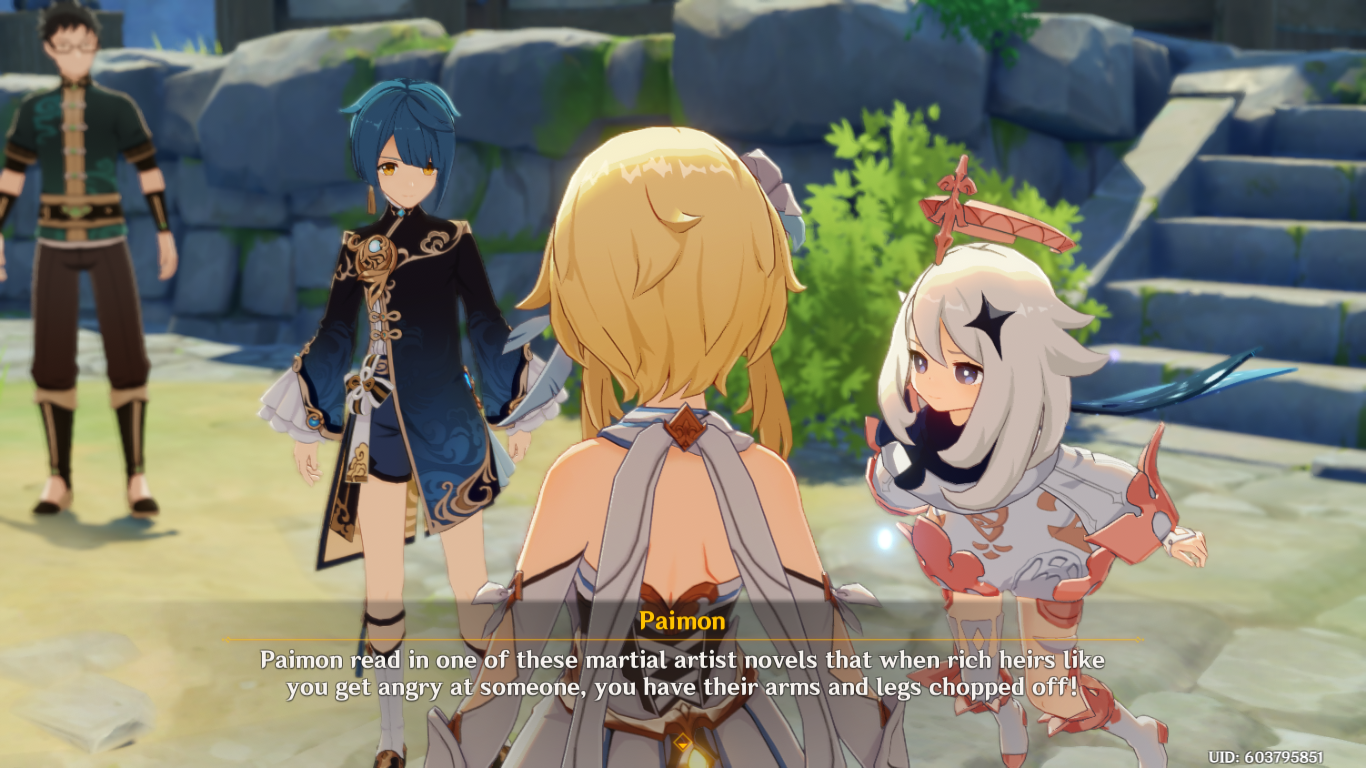 Paimon
Paimon read in one of these martial artist novels that when rich heirs like
you get angry at someone, you have their arms and legs chopped off!
UID: 603795851